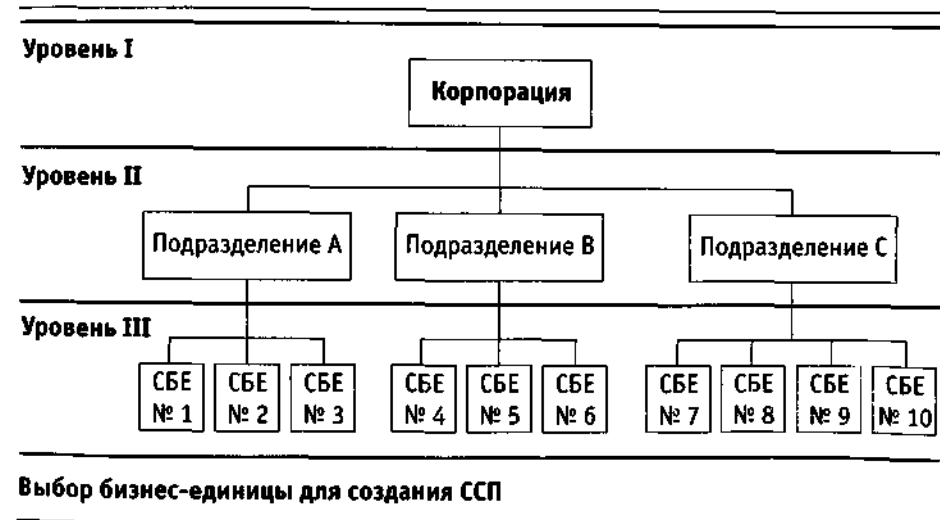 Уровень I
Корпорация
Уровень II
Подразделение A
Подразделение B
Подразделение C
Уровень III
СБЕ
№ 1
СБЕ
№ 2
СБЕ
№ 3
СБЕ
№ 4
СБЕ
№ 5
СБЕ
№ 6
СБЕ
№ 7
СБЕ
№ 8
СБЕ
№ 9
СБЕ
№ 10
Выбор бизнес-единицы для создания ССП